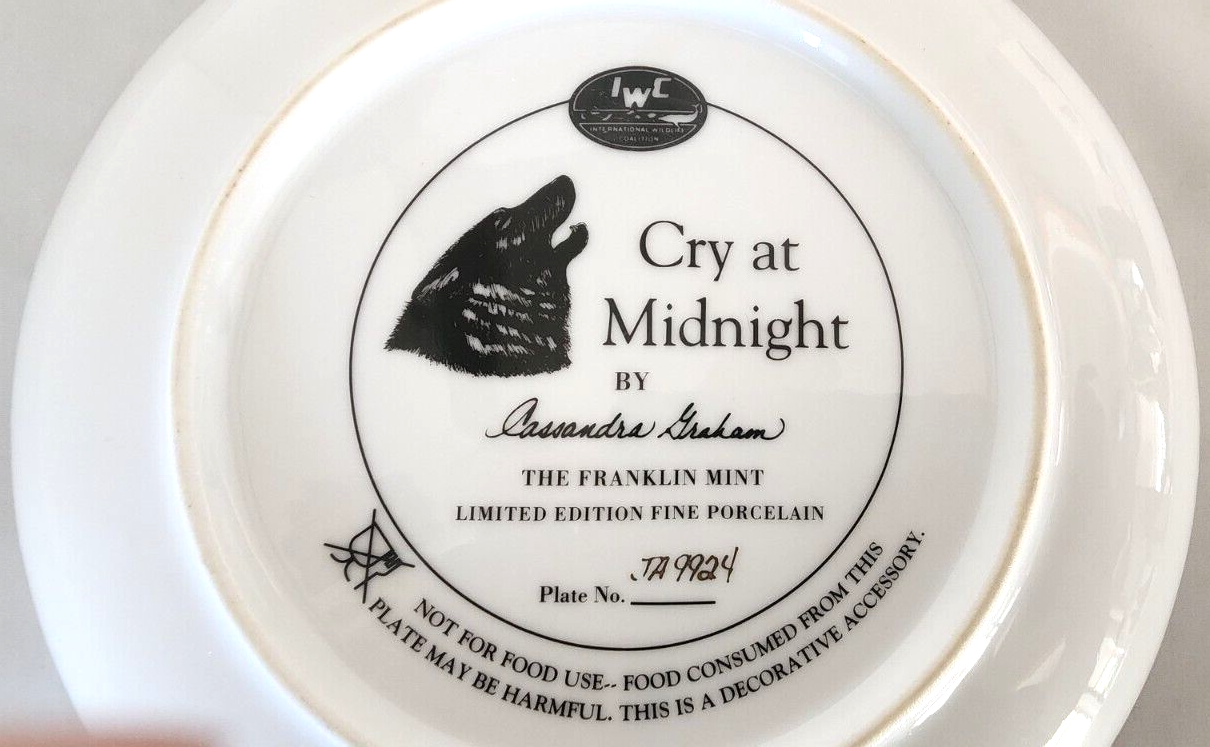 IWC
INTERNATIONAL WILDLIFE
COALITION
Cry at
Midnight
BY
Cassandra Graham
THE FRANKLIN MINT
LIMITED EDITION FINE PORCELAIN
Plate No. JA9924
NOT FOR FOOD USE-- FOOD CONSUMED FROM THIS
PLATE MAY BE HARMFUL. THIS IS A DECORATIVE ACCESSORY.